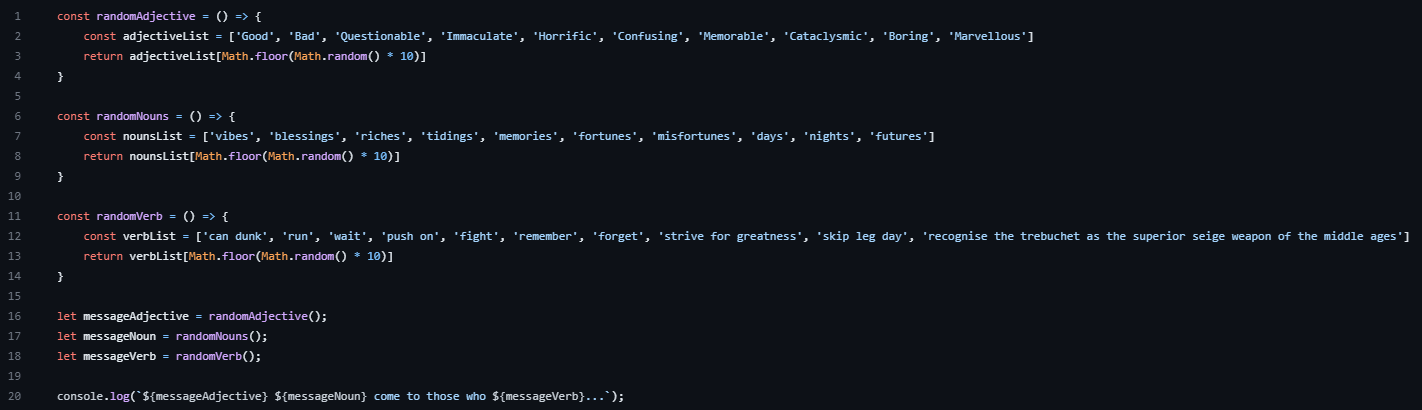 1 const randomAdjective = () => {
2 const adjectiveList = ['Good', 'Bad', 'Questionable', 'Immaculate', 'Horrific', 'Confusing', 'Memorable', 'Cataclysmic', 'Boring', 'Marvellous']
3 return adjectiveList[Math.floor(Math.random() * 10)]
4 }
5
6 const randomNouns = () => {
7 const nounsList = ['vibes', 'blessings', 'riches', 'tidings', 'memories', 'fortunes', 'misfortunes', 'days', 'nights', 'futures']
8 return nounsList[Math.floor(Math.random() * 10)]
9 }
10
11 const randomVerb = () => {
12 const verbList = ['can dunk', 'run', 'wait', 'push on', 'fight', 'remember', 'forget', 'strive for greatness', 'skip leg day', 'recognise the trebuchet as the superior seige weapon of the middle ages']
13 return verbList[Math.floor(Math.random() * 10)]
14 }
15
16 let messageAdjective = randomAdjective();
17 let messageNoun = randomNouns();
18 let messageVerb = randomVerb();
19
20 console.log(`${messageAdjective} ${messageNoun} come to those who ${messageVerb}...`);